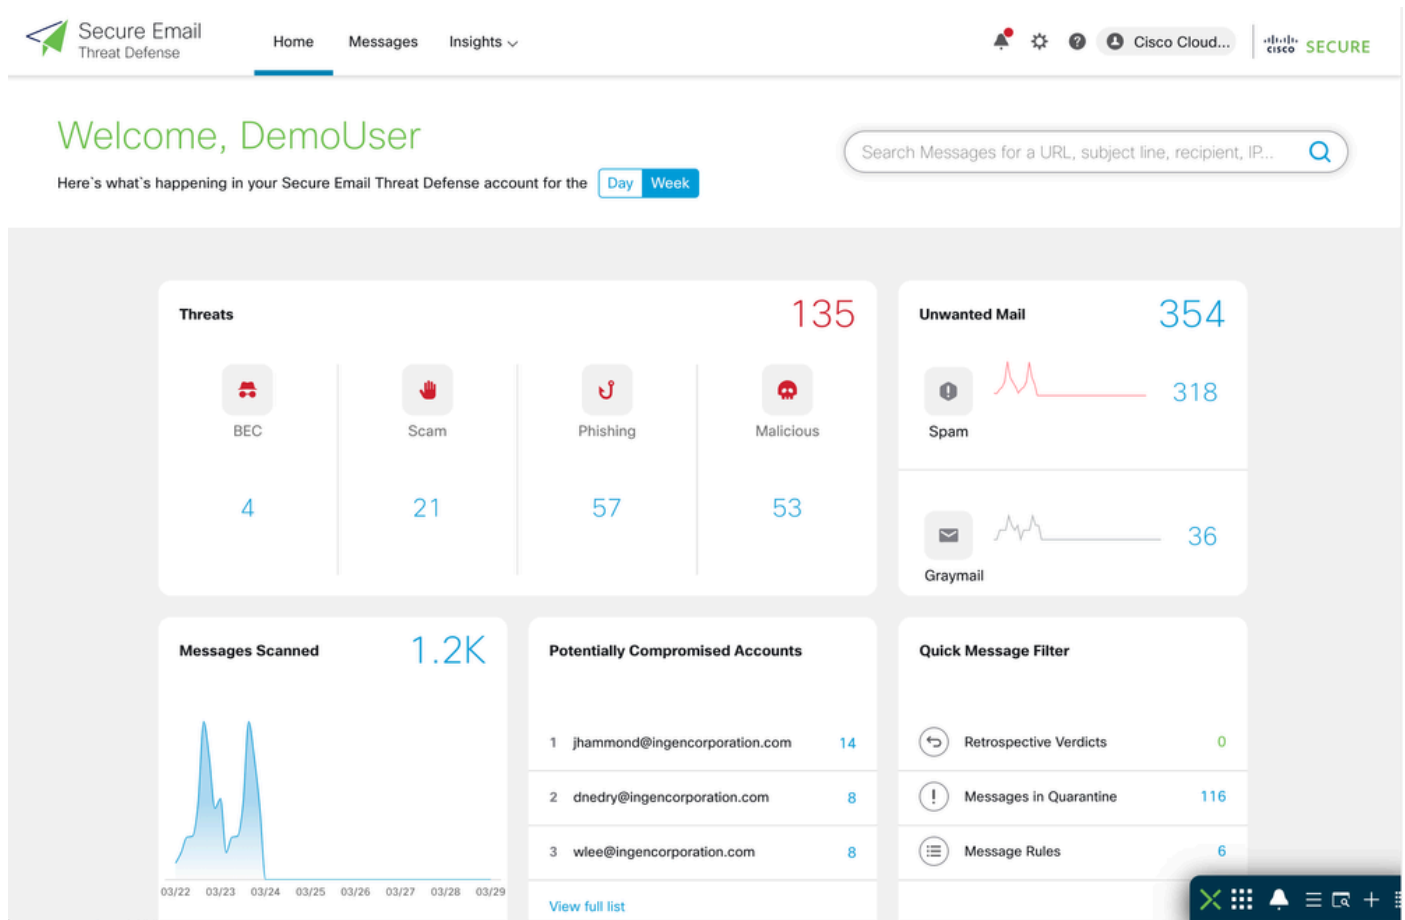 Secure Email
Threat Defense
Home Messages Insights
Cisco Cloud...
CISCO SECURE
Welcome, DemoUser
Search Messages for a URL, subject line, recipient, IP...
Here`s what`s happening in your Secure Email Threat Defense account for the Day Week
Threats 135
BEC Scam Phishing Malicious
4 21 57 53
Unwanted Mail 354
318
Spam
36
Graymail
Messages Scanned 1.2K
03/22 03/23 03/24 03/25 03/26 03/27 03/28 03/29
Potentially Compromised Accounts
1 jhammond@ingencorporation.com 14
2 dnedry@ingencorporation.com 8
3 wlee@ingencorporation.com 8
View full list
Quick Message Filter
Retrospective Verdicts 0
Messages in Quarantine 116
Message Rules 6